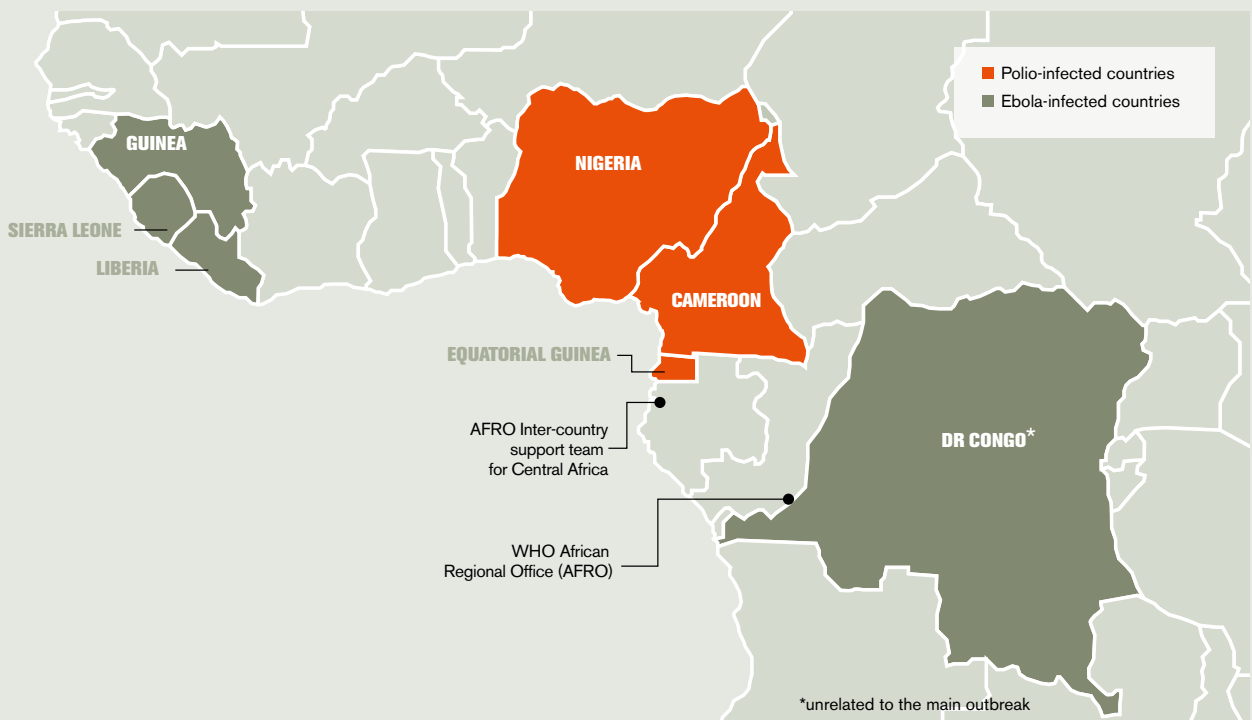 Polio-infected countries
Ebola-infected countries
GUINEA
NIGERIA
SIERRA LEONE
LIBERIA
CAMEROON
EQUATORIAL GUINEA
AFRO Inter-country
support team
for Central Africa
DR CONGO*
WHO African
Regional Office (AFRO)
*unrelated to the main outbreak